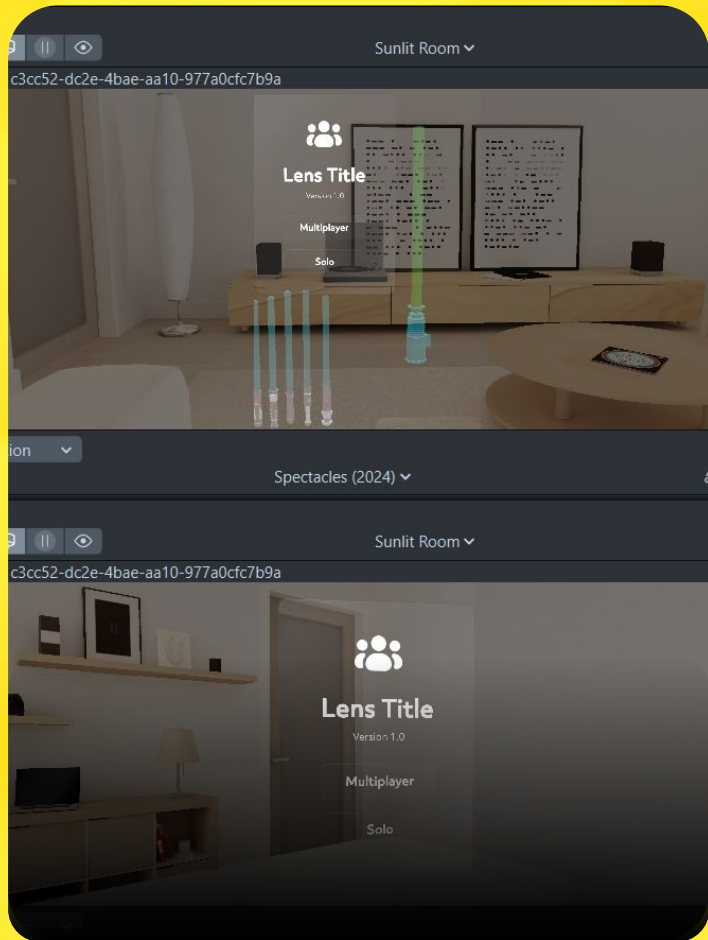 Sunlit Room
c3cc52-dc2e-4bae-aa10-977a0cfc7b9a
Lens Title
Version 1.0
Multiplayer
Solo
tion
Spectacles (2024)
Sunlit Room
c3cc52-dc2e-4bae-aa10-977a0cfc7b9a
Lens Title
Version 1.0
Multiplayer
Solo